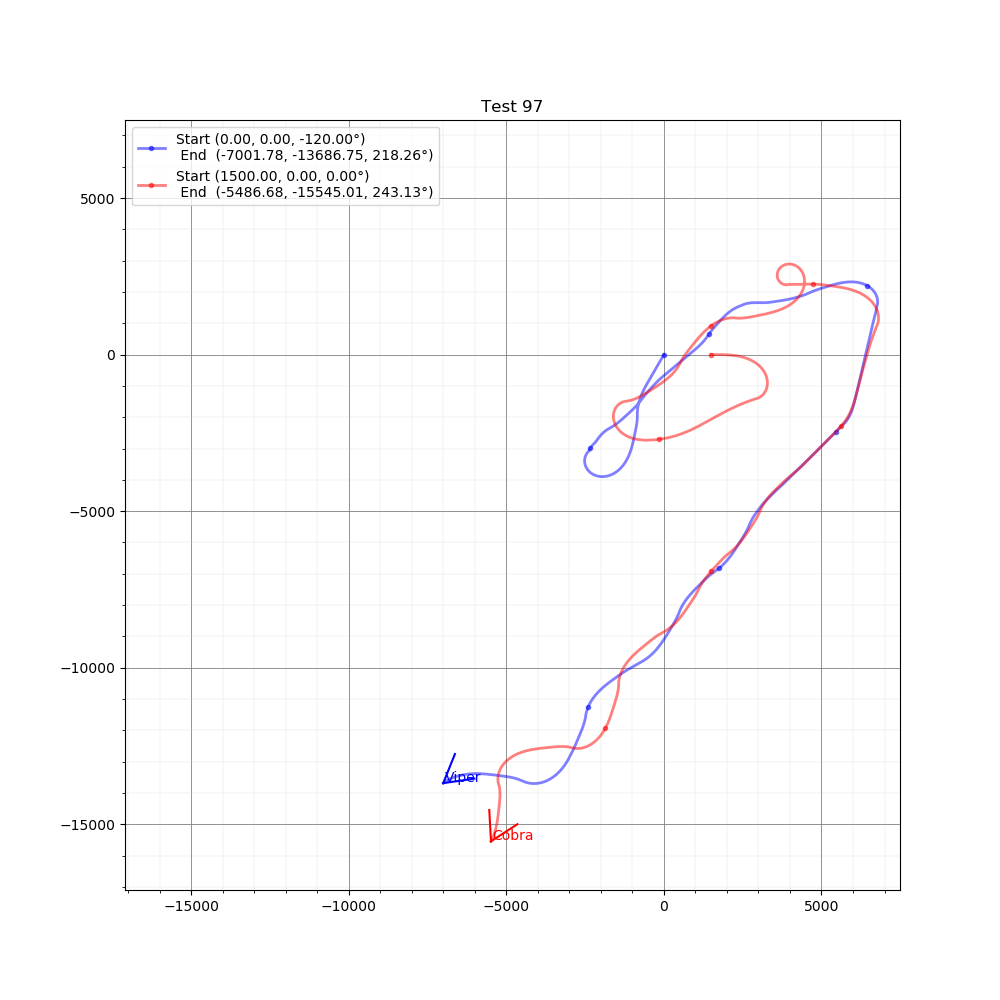 Test 97
Start (0.00, 0.00, -120.00°)
End (-7001.78, -13686.75, 218.26°)
Start (1500.00, 0.00, 0.00°)
End (-5486.68, -15545.01, 243.13°)
5000
0
−5000
−10000
−15000
Viper
Cobra
−15000 −10000 −5000 0 5000